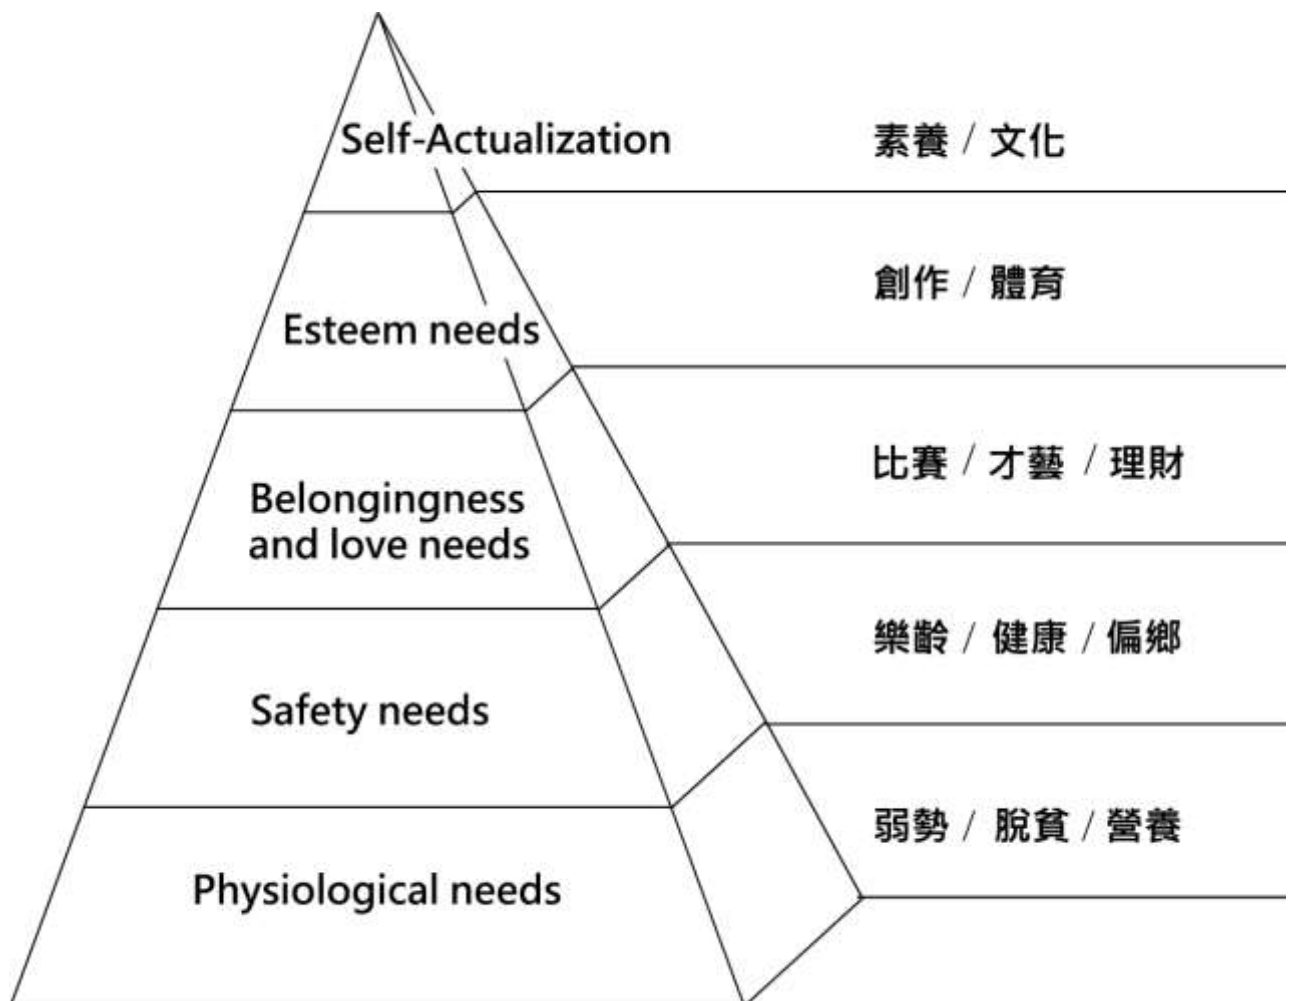 Self-Actualization 素養 / 文化
創作 / 體育
Esteem needs
比賽 / 才藝 / 理財
Belongingness
and love needs
樂齡 / 健康 / 偏鄉
Safety needs
弱勢 / 脫貧 / 營養
Physiological needs